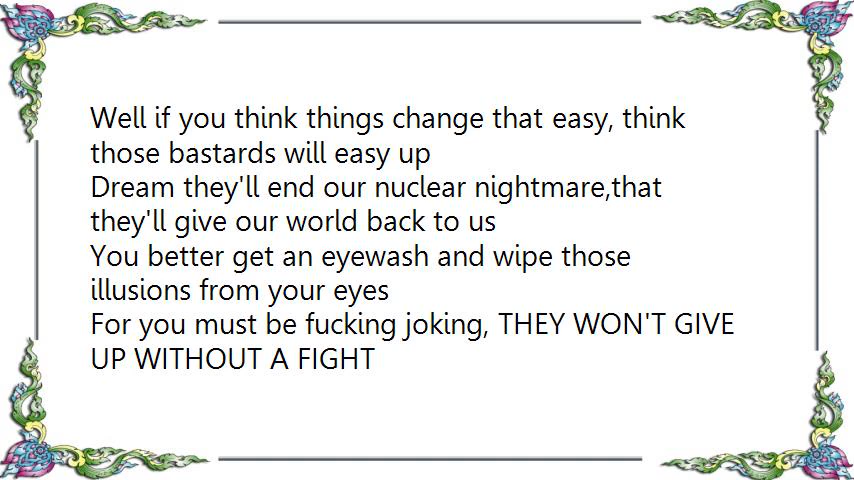 Well if you think things change that easy, think
those bastards will easy up
Dream they'll end our nuclear nightmare,that
they'll give our world back to us
You better get an eyewash and wipe those
illusions from your eyes
For you must be fucking joking, THEY WON'T GIVE
UP WITHOUT A FIGHT